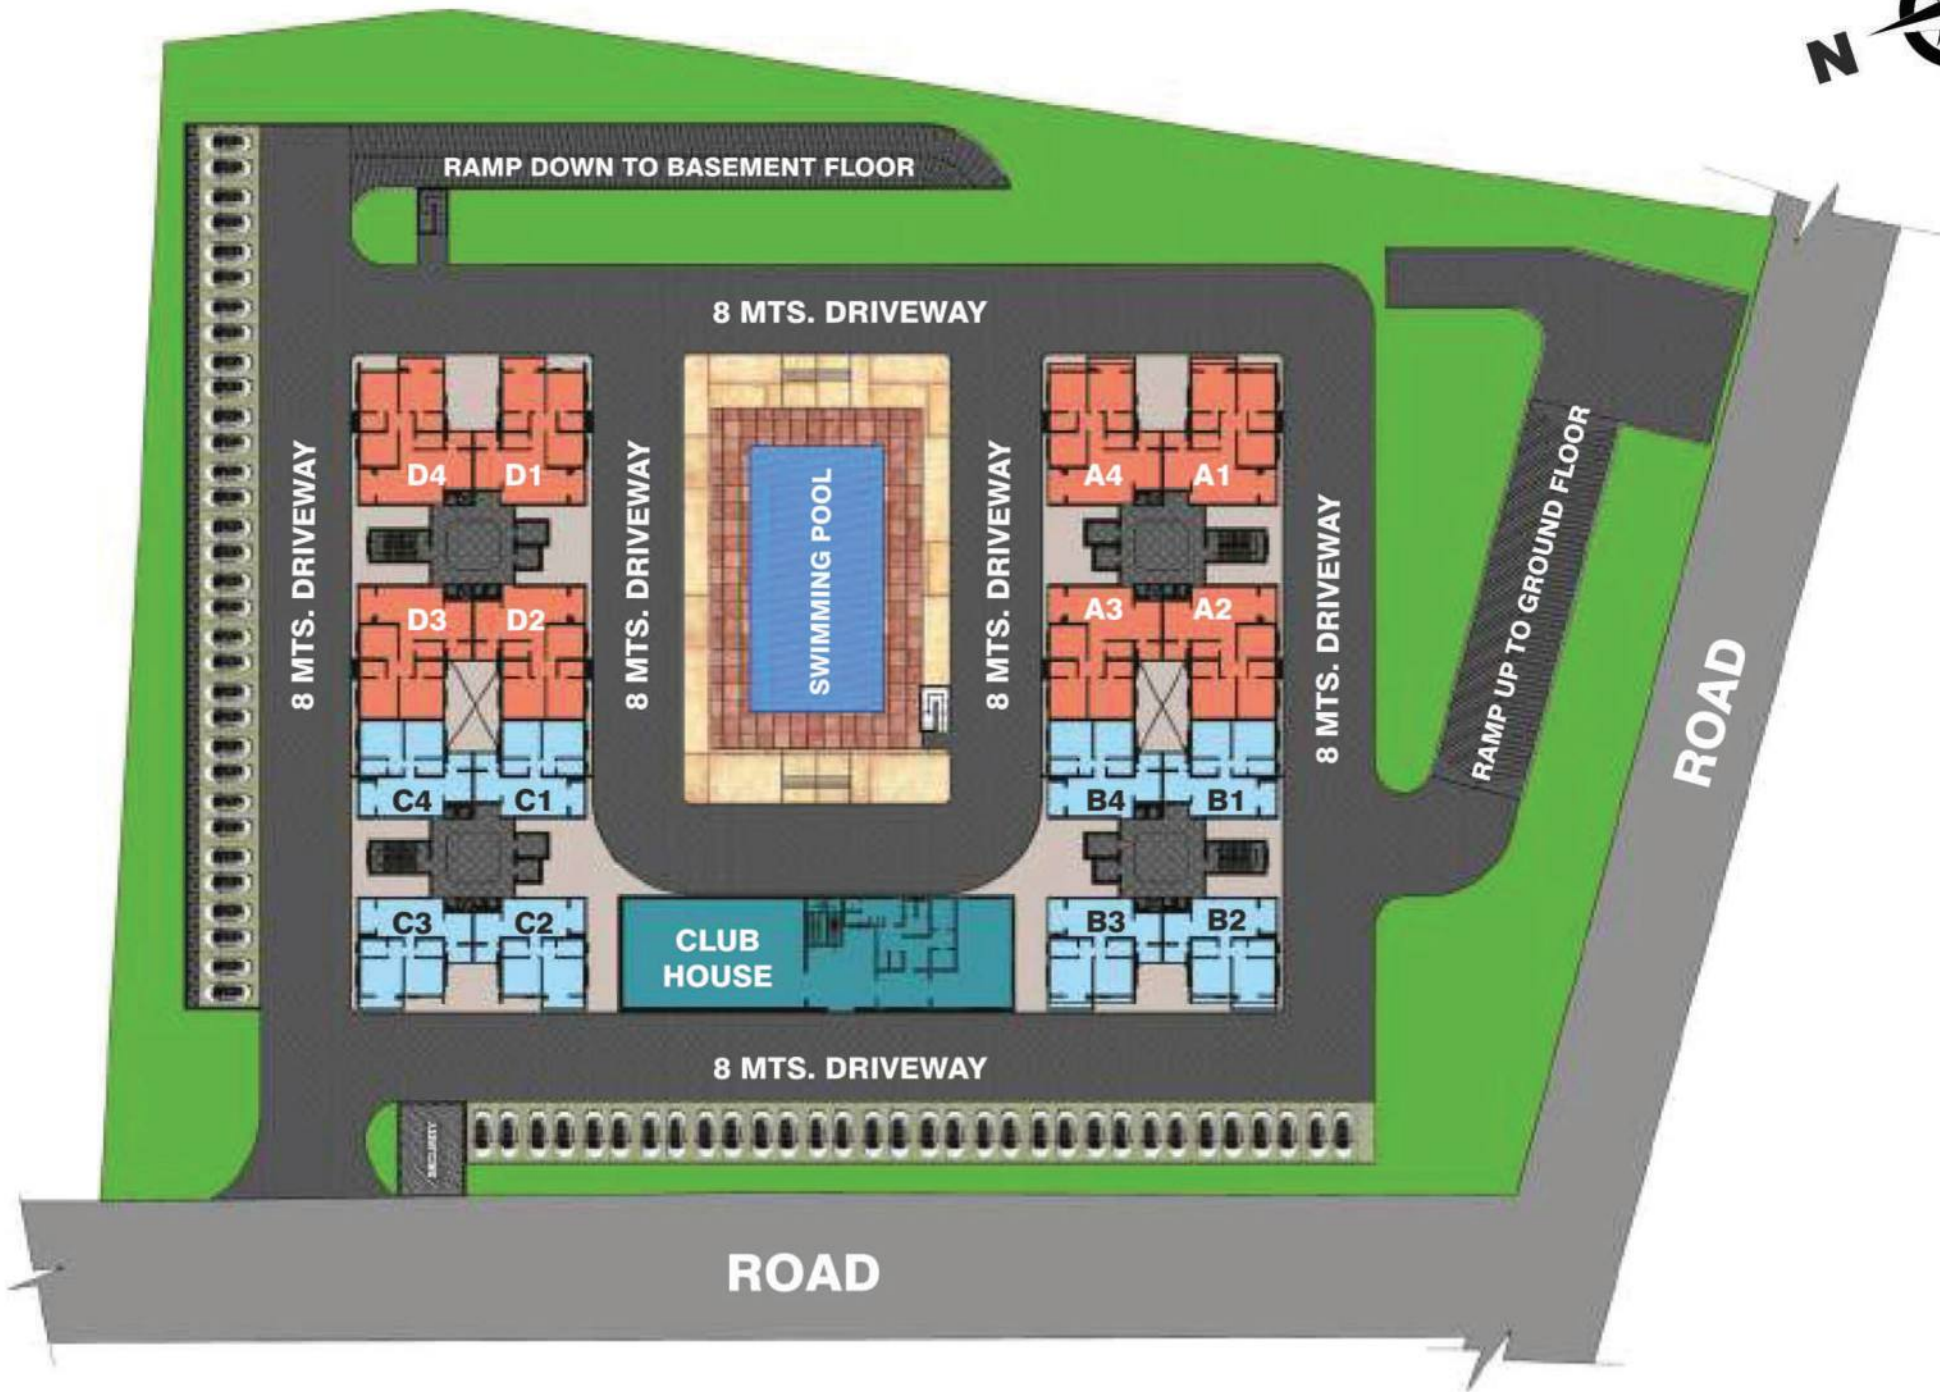 N
RAMP DOWN TO BASEMENT FLOOR
8 MTS. DRIVEWAY
8 MTS. DRIVEWAY
D4
D1
D3
D2
8 MTS. DRIVEWAY
SWIMMING POOL
8 MTS. DRIVEWAY
A4
A1
A3
A2
8 MTS. DRIVEWAY
RAMP UP TO GROUND FLOOR
ROAD
C4
C1
C3
C2
CLUB
HOUSE
B4
B1
B3
B2
8 MTS. DRIVEWAY
SECURITY
ROAD